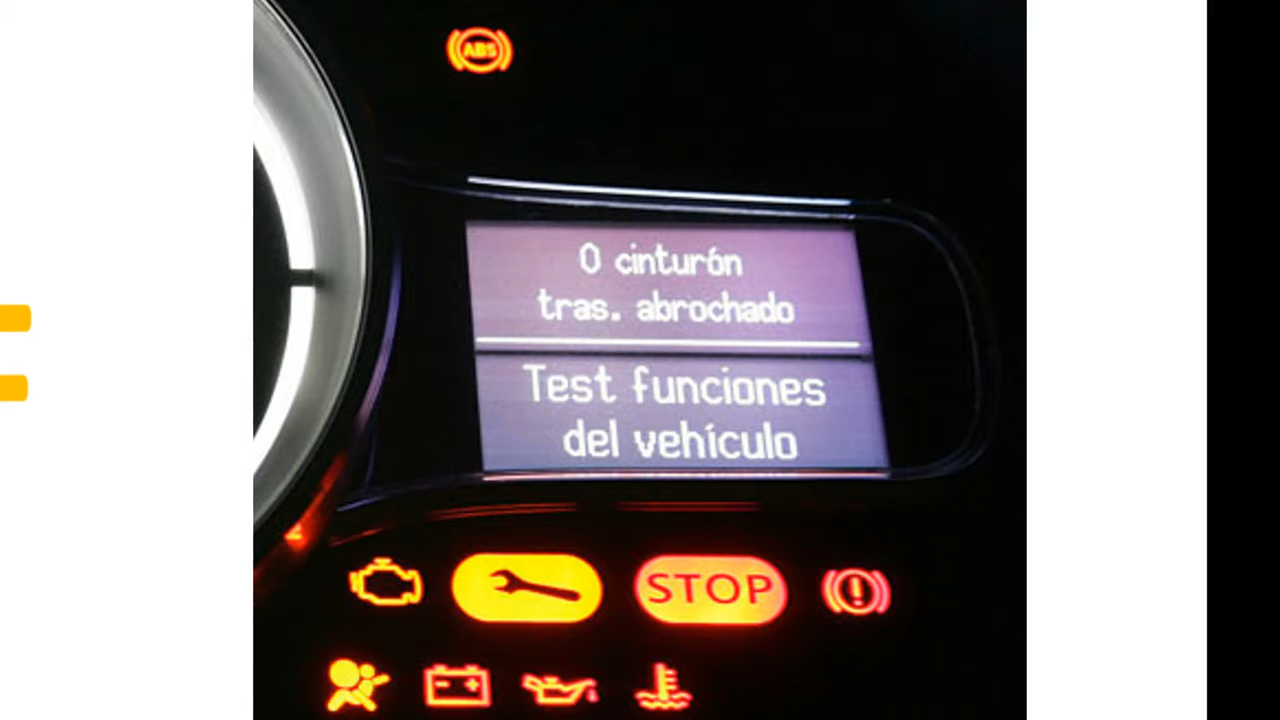 ABS
0 cinturón
tras. abrochado
Test funciones
del vehículo
STOP